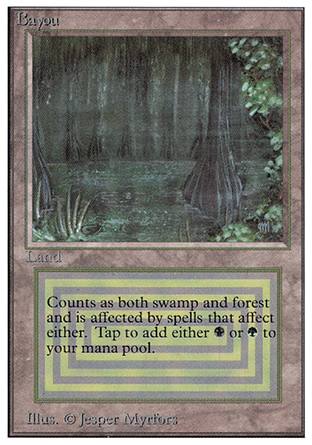 Bayou
Land
Counts as both swamp and forest
and is affected by spells that affect
either. Tap to add either or to
your mana pool.
Illus. © Jesper Myrfors